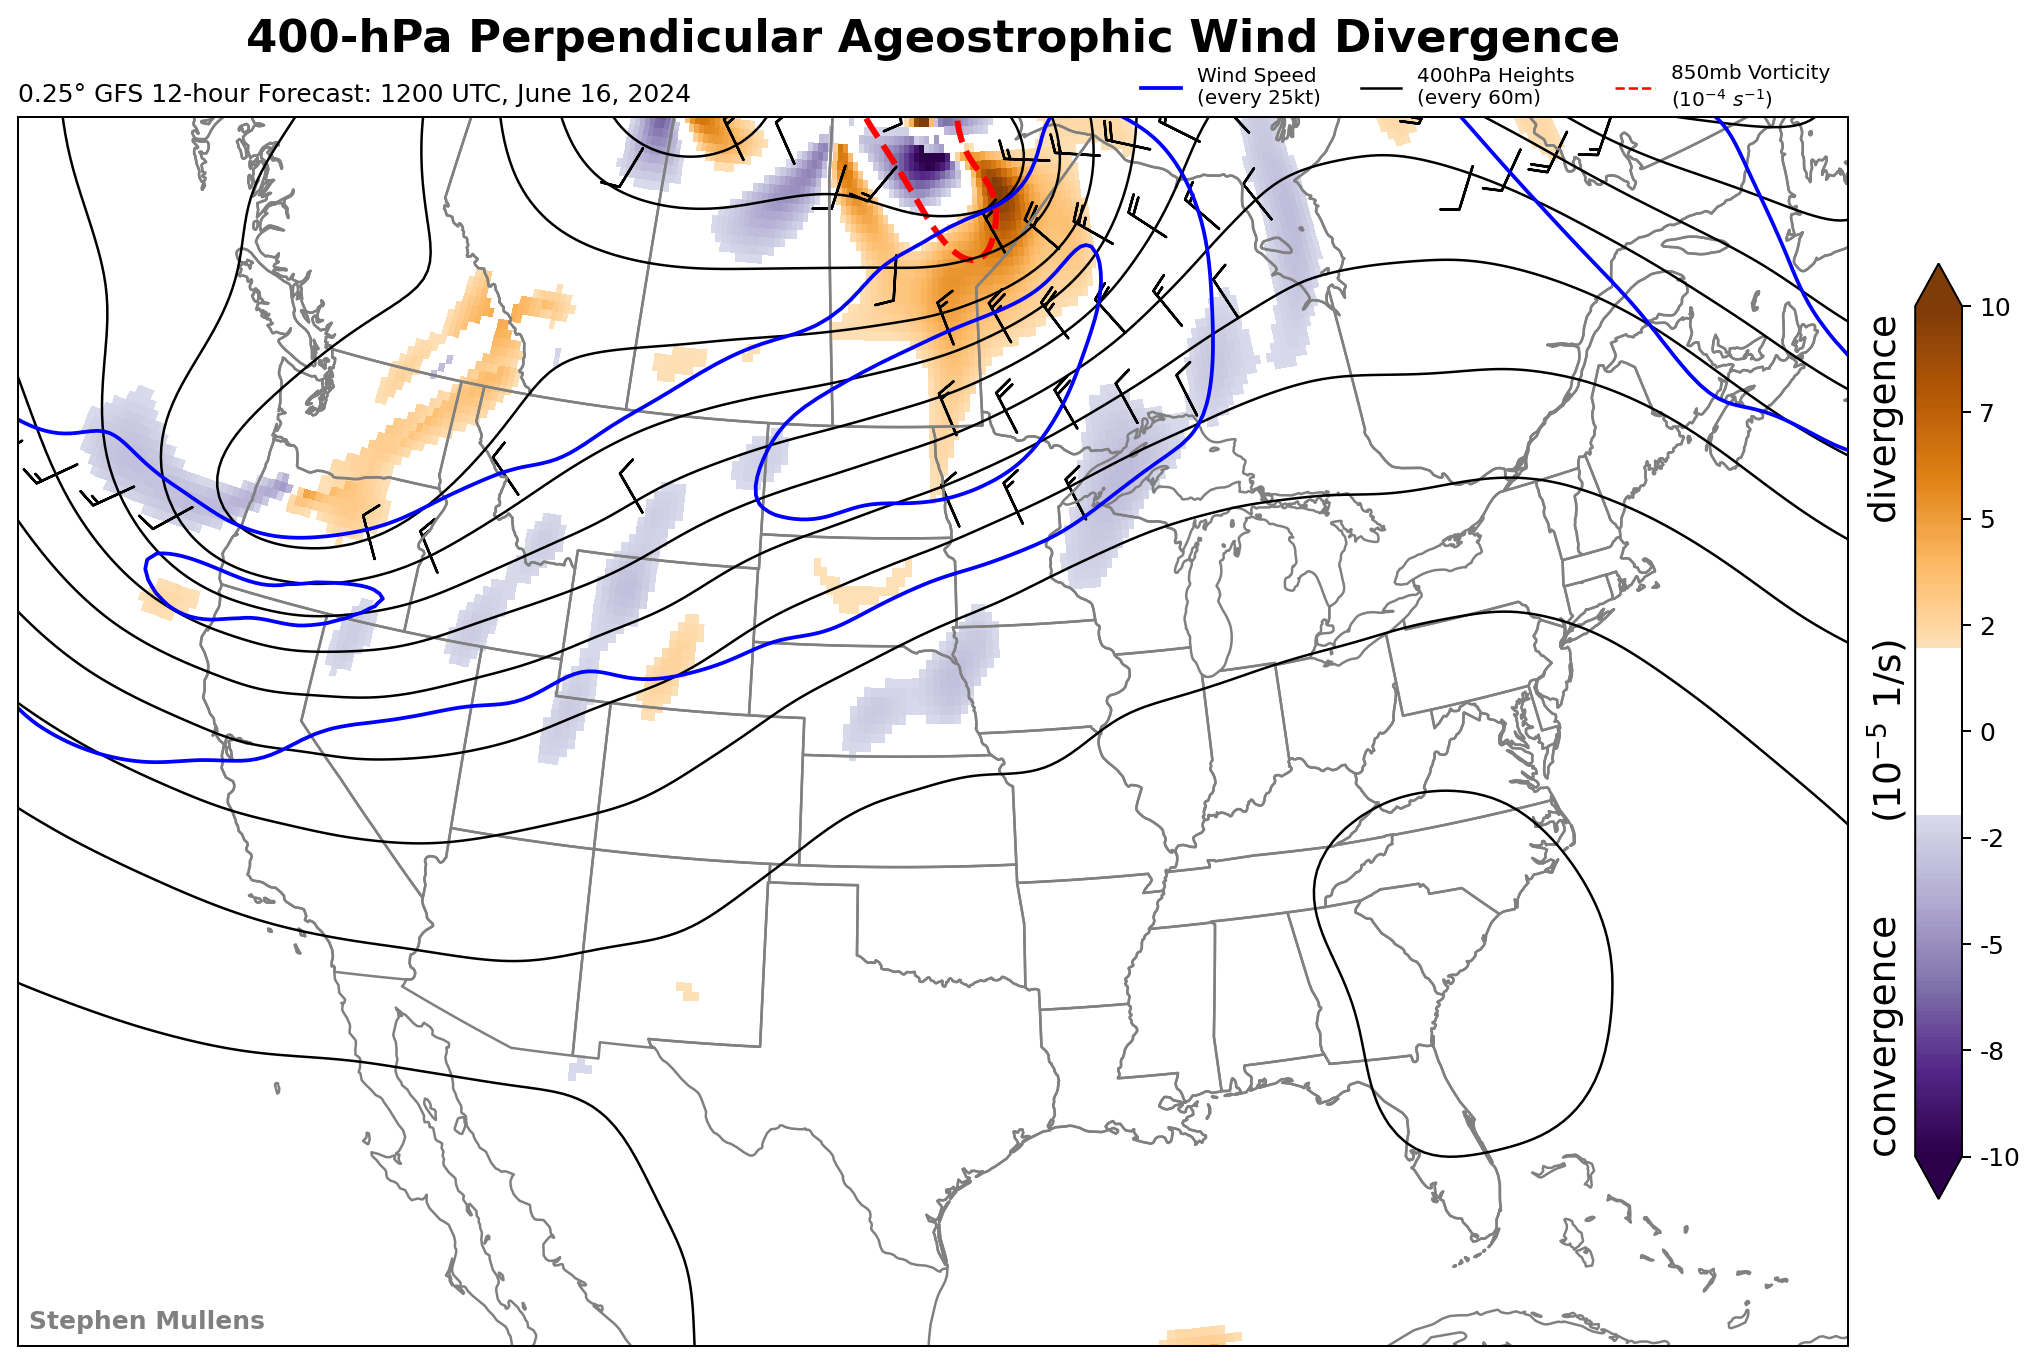 400-hPa Perpendicular Ageostrophic Wind Divergence
0.25° GFS 12-hour Forecast: 1200 UTC, June 16, 2024
Wind Speed
(every 25kt)
400hPa Heights
(every 60m)
850mb Vorticity
(10⁻⁴ s⁻¹)
10
7
5
2
0
-2
-5
-8
-10
convergence (10⁻⁵ 1/s) divergence
Stephen Mullens